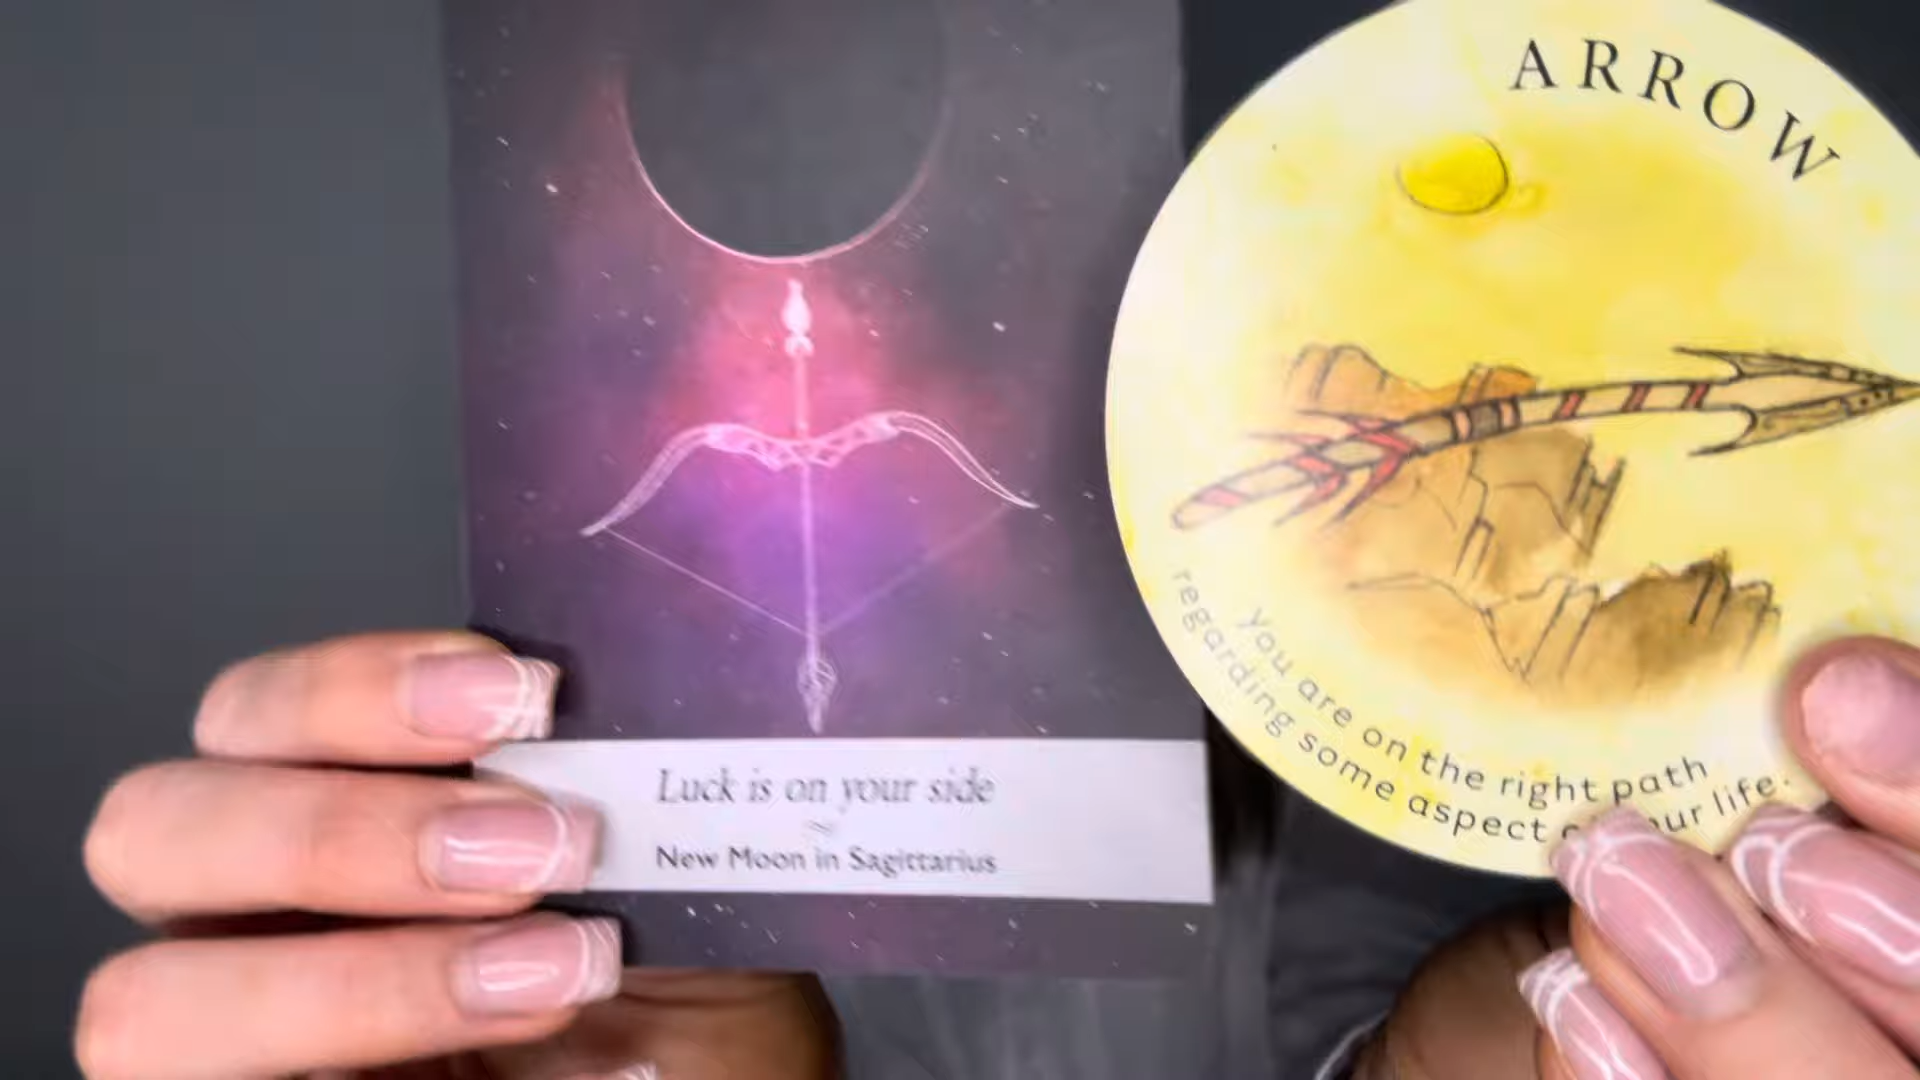 Luck is on your side
New Moon in Sagittarius
ARROW
You are on the right path
regarding some aspect your life.